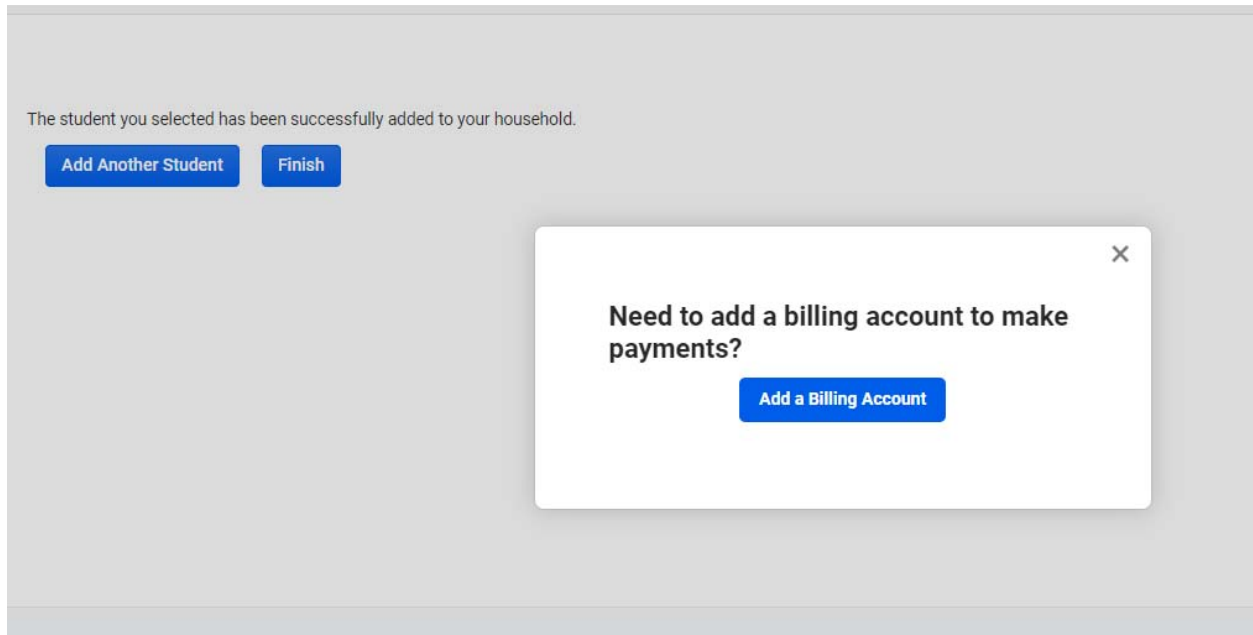 The student you selected has been successfully added to your household.
Add Another Student
Finish
Need to add a billing account to make
payments?
Add a Billing Account